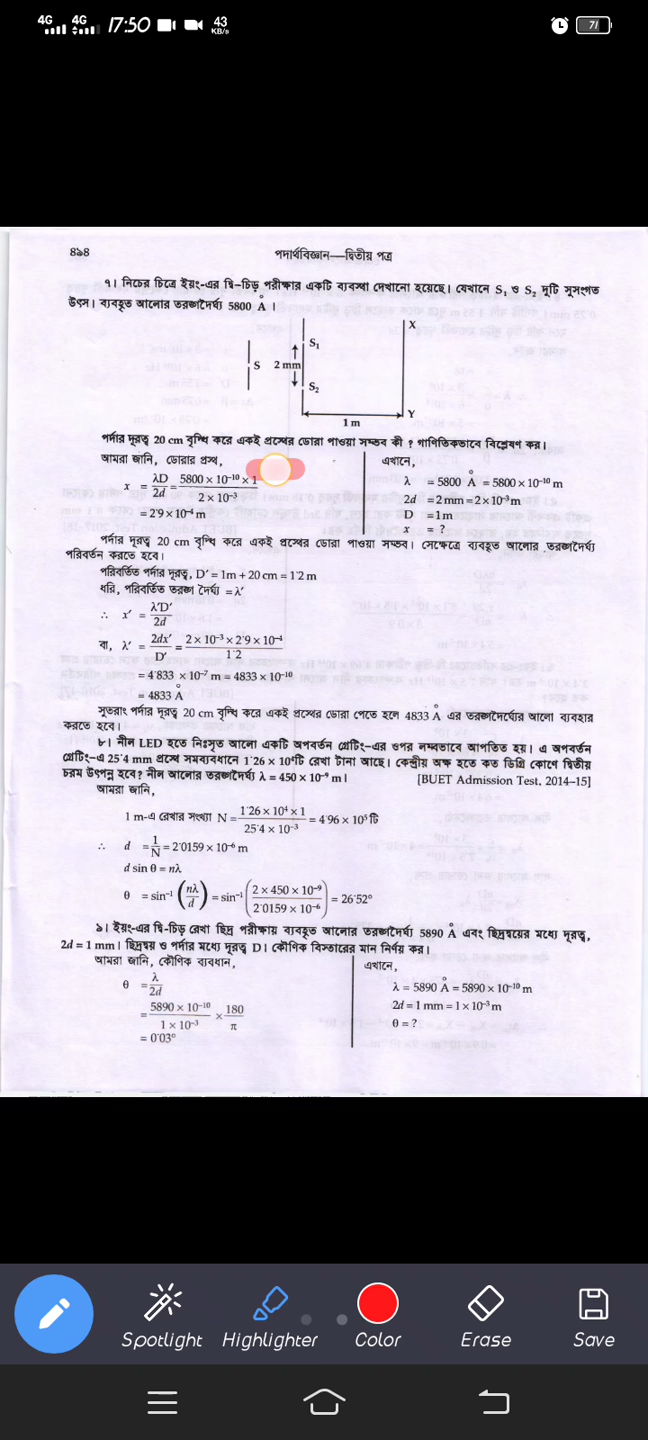 4G 4G 17:50 43 KB/s 71
৪৯৪ পদার্থবিজ্ঞান—দ্বিতীয় পত্র
৭। নিচের চিত্রে ইয়ং-এর দ্বি-চিড় পরীক্ষার একটি ব্যবস্থা দেখানো হয়েছে। যেখানে S₁ ও S₂ দুটি সুসংগত
উৎস। ব্যবহৃত আলোর তরঙ্গদৈর্ঘ্য 5800 Å ।
X
S₁
S 2 mm
S₂
Y
1 m
পর্দার দূরত্ব 20 cm বৃদ্ধি করে একই প্রস্থের ডোরা পাওয়া সম্ভব কী ? গাণিতিকভাবে বিশ্লেষণ কর।
আমরা জানি, ডোরার প্রস্থ,
x = λD/2d = 5800 × 10⁻¹⁰ × 1 / 2 × 10⁻³
= 2·9 × 10⁻⁴ m
এখানে,
λ = 5800 Å = 5800 × 10⁻¹⁰ m
2d = 2 mm = 2 × 10⁻³ m
D = 1m
x = ?
পর্দার দূরত্ব 20 cm বৃদ্ধি করে একই প্রস্থের ডোরা পাওয়া সম্ভব। সেক্ষেত্রে ব্যবহৃত আলোর তরঙ্গদৈর্ঘ্য
পরিবর্তন করতে হবে।
পরিবর্তিত পর্দার দূরত্ব, D′ = 1m + 20 cm = 1·2 m
ধরি, পরিবর্তিত তরঙ্গ দৈর্ঘ্য = λ′
∴ x′ = λ′D′/2d
বা, λ′ = 2dx′/D′ = 2 × 10⁻³ × 2·9 × 10⁻⁴ / 1·2
= 4·833 × 10⁻⁷ m = 4833 × 10⁻¹⁰
= 4833 Å
সুতরাং পর্দার দূরত্ব 20 cm বৃদ্ধি করে একই প্রস্থের ডোরা পেতে হলে 4833 Å এর তরঙ্গদৈর্ঘ্যের আলো ব্যবহার
করতে হবে।
৮। নীল LED হতে নিঃসৃত আলো একটি অপবর্তন গ্রেটিং-এর ওপর লম্বভাবে আপতিত হয়। এ অপবর্তন
গ্রেটিং-এ 25·4 mm প্রস্থে সমব্যবধানে 1·26 × 10⁴টি রেখা টানা আছে। কেন্দ্রীয় অক্ষ হতে কত ডিগ্রি কোণে দ্বিতীয়
চরম উৎপন্ন হবে? নীল আলোর তরঙ্গদৈর্ঘ্য λ = 450 × 10⁻⁹ m। [BUET Admission Test. 2014–15]
আমরা জানি,
1 m-এ রেখার সংখ্যা N = 1·26 × 10⁴ × 1 / 25·4 × 10⁻³ = 4·96 × 10⁵ টি
∴ d = 1/N = 2·0159 × 10⁻⁶ m
d sin θ = nλ
θ = sin⁻¹ (nλ/d) = sin⁻¹ (2 × 450 × 10⁻⁹ / 2·0159 × 10⁻⁶) = 26·52°
৯। ইয়ং-এর দ্বি-চিড় রেখা ছিদ্র পরীক্ষায় ব্যবহৃত আলোর তরঙ্গদৈর্ঘ্য 5890 Å এবং ছিদ্রদ্বয়ের মধ্যে দূরত্ব,
2d = 1 mm। ছিদ্রদ্বয় ও পর্দার মধ্যে দূরত্ব D। কৌণিক বিস্তারের মান নির্ণয় কর।
আমরা জানি, কৌণিক ব্যবধান,
θ = λ/2d
= 5890 × 10⁻¹⁰ / 1 × 10⁻³ × 180/π
= 0·03°
এখানে,
λ = 5890 Å = 5890 × 10⁻¹⁰ m
2d = 1 mm = 1 × 10⁻³ m
θ = ?
Spotlight Highlighter Color Erase Save